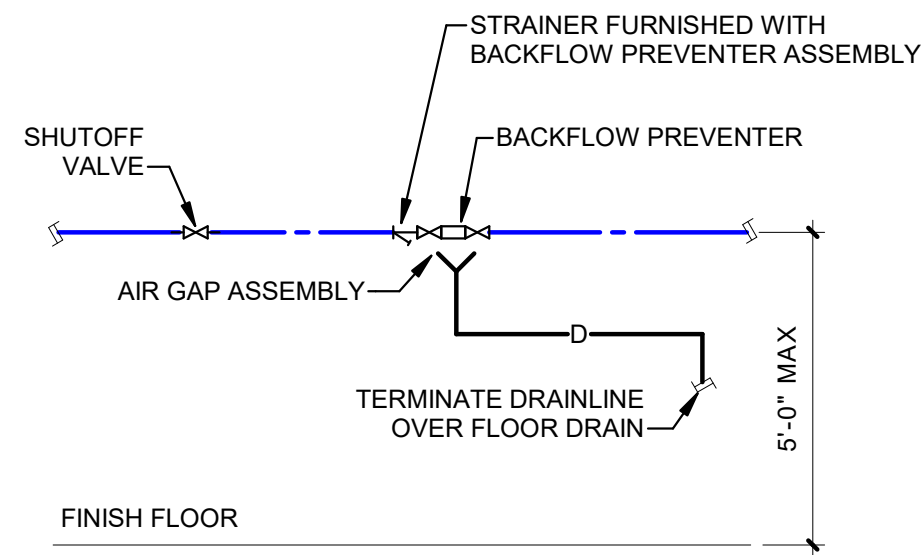 STRAINER FURNISHED WITH
BACKFLOW PREVENTER ASSEMBLY
SHUTOFF
VALVE
BACKFLOW PREVENTER
AIR GAP ASSEMBLY
D
TERMINATE DRAINLINE
OVER FLOOR DRAIN
5'-0" MAX
FINISH FLOOR